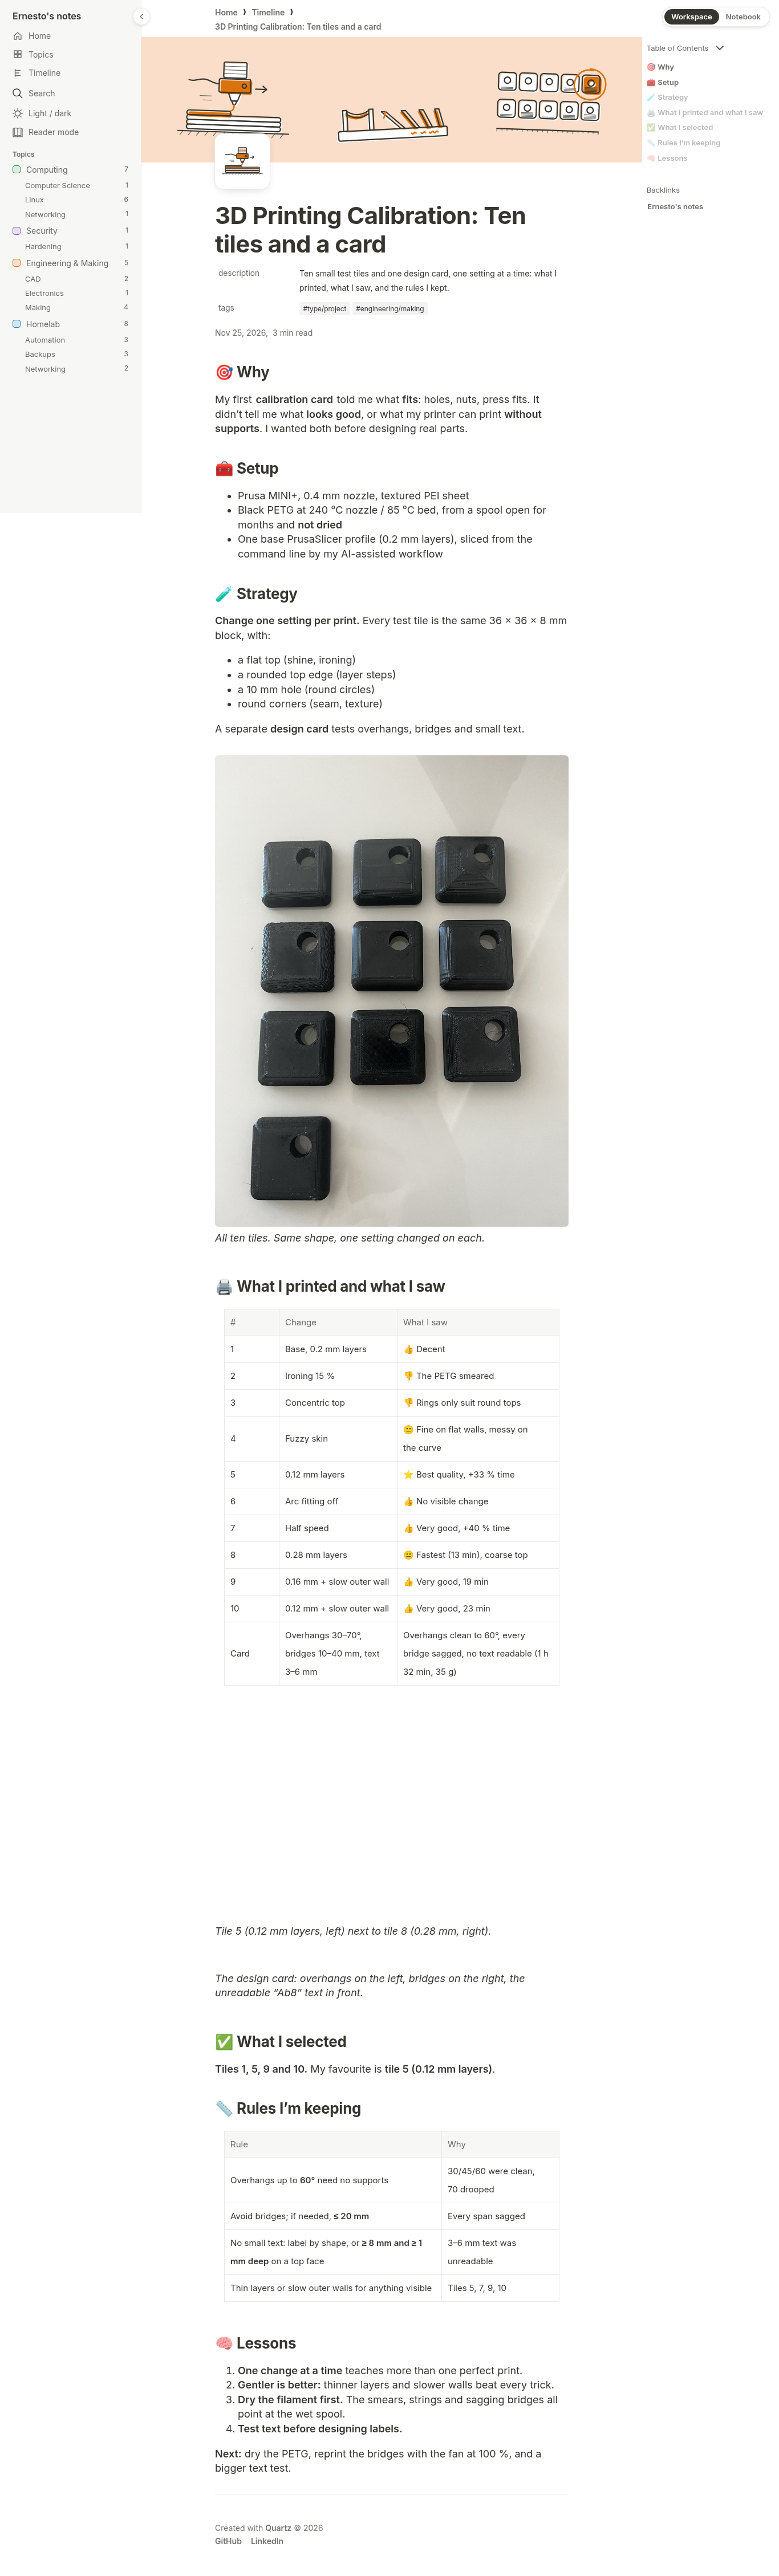 Ernesto's notes
Home
Topics
Timeline
Search
Light / dark
Reader mode
Topics
Computing 7
Computer Science 1
Linux 6
Networking 1
Security 1
Hardening 1
Engineering & Making 5
CAD 2
Electronics 1
Making 4
Homelab 8
Automation 3
Backups 3
Networking 2
Home ❱ Timeline ❱
3D Printing Calibration: Ten tiles and a card
3D Printing Calibration: Ten
tiles and a card
description Ten small test tiles and one design card, one setting at a time: what I
printed, what I saw, and the rules I kept.
tags #type/project #engineering/making
Nov 25, 2026, 3 min read
🎯 Why
My first calibration card told me what fits: holes, nuts, press fits. It
didn’t tell me what looks good, or what my printer can print without
supports. I wanted both before designing real parts.
🧰 Setup
• Prusa MINI+, 0.4 mm nozzle, textured PEI sheet
• Black PETG at 240 °C nozzle / 85 °C bed, from a spool open for
months and not dried
• One base PrusaSlicer profile (0.2 mm layers), sliced from the
command line by my AI-assisted workflow
🧪 Strategy
Change one setting per print. Every test tile is the same 36 × 36 × 8 mm
block, with:
• a flat top (shine, ironing)
• a rounded top edge (layer steps)
• a 10 mm hole (round circles)
• round corners (seam, texture)
A separate design card tests overhangs, bridges and small text.
All ten tiles. Same shape, one setting changed on each.
🖨️ What I printed and what I saw
# Change What I saw
1 Base, 0.2 mm layers 👍 Decent
2 Ironing 15 % 👎 The PETG smeared
3 Concentric top 👎 Rings only suit round tops
4 Fuzzy skin 😐 Fine on flat walls, messy on
the curve
5 0.12 mm layers ⭐ Best quality, +33 % time
6 Arc fitting off 👍 No visible change
7 Half speed 👍 Very good, +40 % time
8 0.28 mm layers 😐 Fastest (13 min), coarse top
9 0.16 mm + slow outer wall 👍 Very good, 19 min
10 0.12 mm + slow outer wall 👍 Very good, 23 min
Card Overhangs 30–70°, Overhangs clean to 60°, every
bridges 10–40 mm, text bridge sagged, no text readable (1 h
3–6 mm 32 min, 35 g)
Tile 5 (0.12 mm layers, left) next to tile 8 (0.28 mm, right).
The design card: overhangs on the left, bridges on the right, the
unreadable “Ab8” text in front.
✅ What I selected
Tiles 1, 5, 9 and 10. My favourite is tile 5 (0.12 mm layers).
📏 Rules I’m keeping
Rule Why
Overhangs up to 60° need no supports 30/45/60 were clean,
70 drooped
Avoid bridges; if needed, ≤ 20 mm Every span sagged
No small text: label by shape, or ≥ 8 mm and ≥ 1 3–6 mm text was
mm deep on a top face unreadable
Thin layers or slow outer walls for anything visible Tiles 5, 7, 9, 10
🧠 Lessons
1. One change at a time teaches more than one perfect print.
2. Gentler is better: thinner layers and slower walls beat every trick.
3. Dry the filament first. The smears, strings and sagging bridges all
point at the wet spool.
4. Test text before designing labels.
Next: dry the PETG, reprint the bridges with the fan at 100 %, and a
bigger text test.
Created with Quartz © 2026
GitHub LinkedIn
Workspace Notebook
Table of Contents
🎯 Why
🧰 Setup
🧪 Strategy
🖨️ What I printed and what I saw
✅ What I selected
📏 Rules I’m keeping
🧠 Lessons
Backlinks
Ernesto's notes